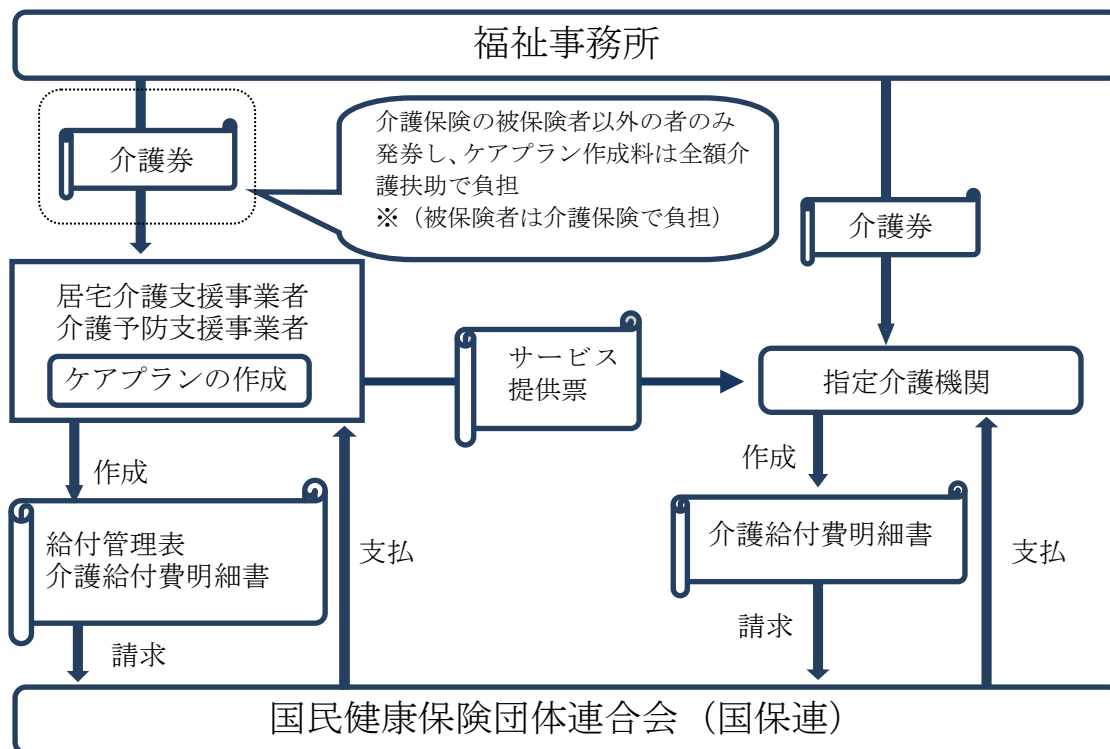 福祉事務所
介護券
介護保険の被保険者以外の者のみ
発券し、ケアプラン作成料は全額介
護扶助で負担
※（被保険者は介護保険で負担）
介護券
居宅介護支援事業者
介護予防支援事業者
ケアプランの作成
サービス
提供票
指定介護機関
作成
給付管理表
介護給付費明細書
支払
請求
作成
介護給付費明細書
支払
請求
国民健康保険団体連合会（国保連）